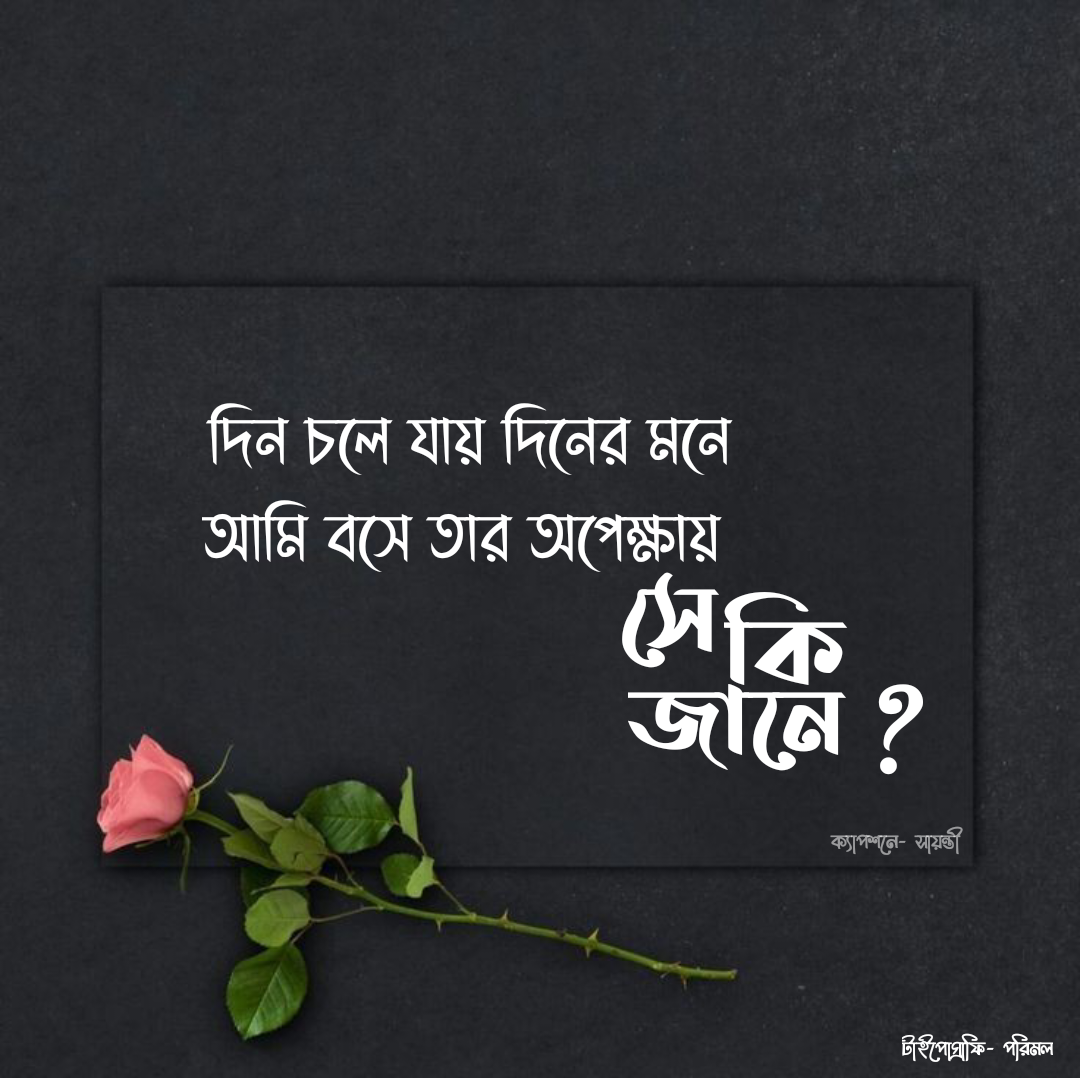 দিন চলে যায় দিনের মনে
আমি বসে তার অপেক্ষায়
সে কি
জানে ?
ক্যাপশনে- সায়ন্তী
টাইপোগ্রাফি- পরিমল